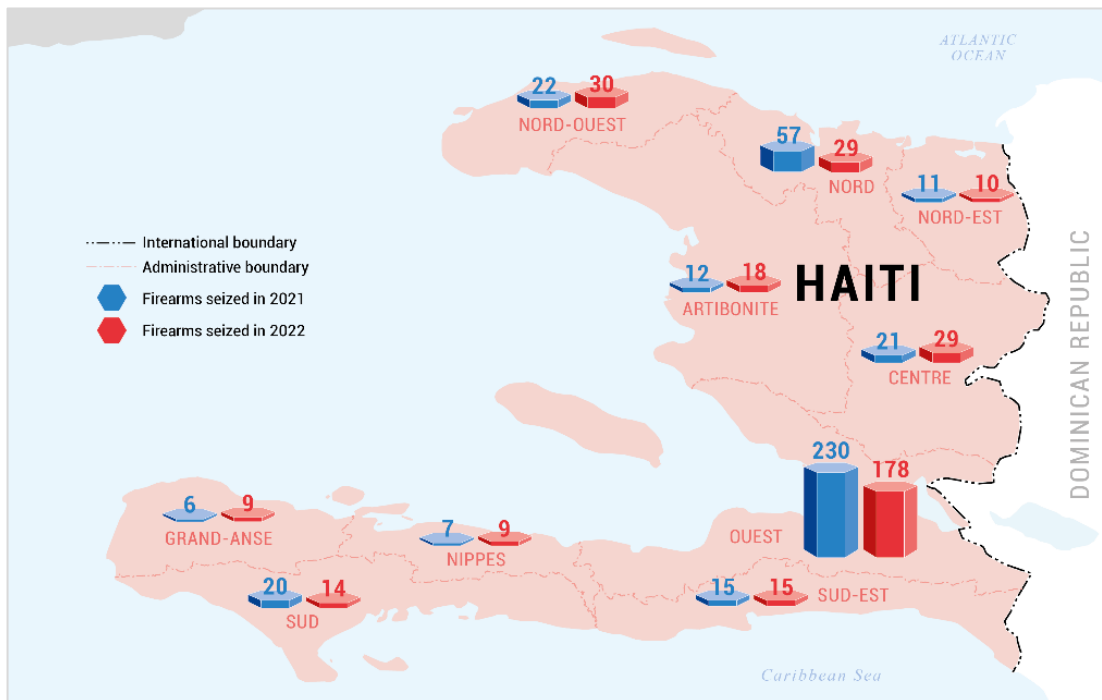 ATLANTIC
OCEAN
22 30
NORD-OUEST
57 29
NORD
11 10
NORD-EST
International boundary
Administrative boundary
Firearms seized in 2021
Firearms seized in 2022
12 18
ARTIBONITE
HAITI
DOMINICAN REPUBLIC
21 29
CENTRE
230 178
OUEST
6 9
GRAND-ANSE
7 9
NIPPES
20 14
SUD
15 15
SUD-EST
Caribbean Sea